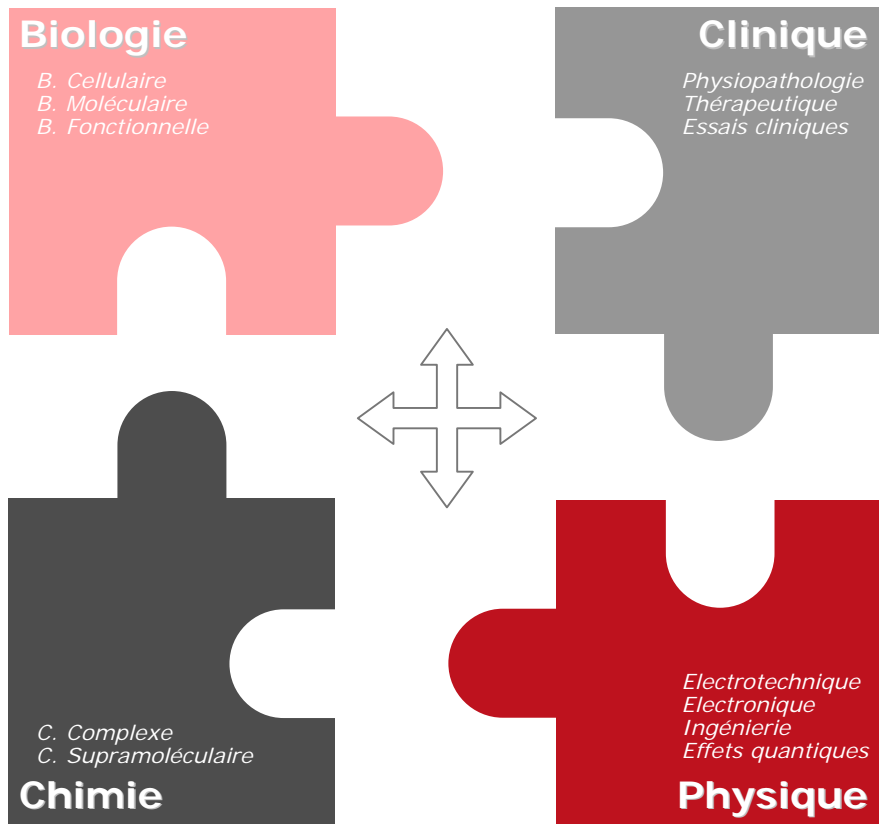 Biologie
B. Cellulaire
B. Moléculaire
B. Fonctionnelle
Clinique
Physiopathologie
Thérapeutique
Essais cliniques
C. Complexe
C. Supramoléculaire
Chimie
Electrotechnique
Electronique
Ingénierie
Effets quantiques
Physique